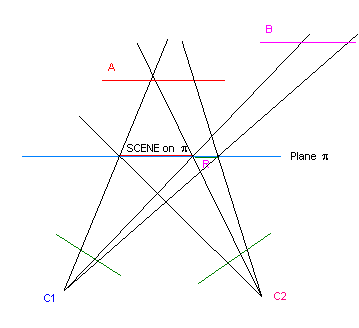 B
A
SCENE on π
R
Plane π
C1
C2